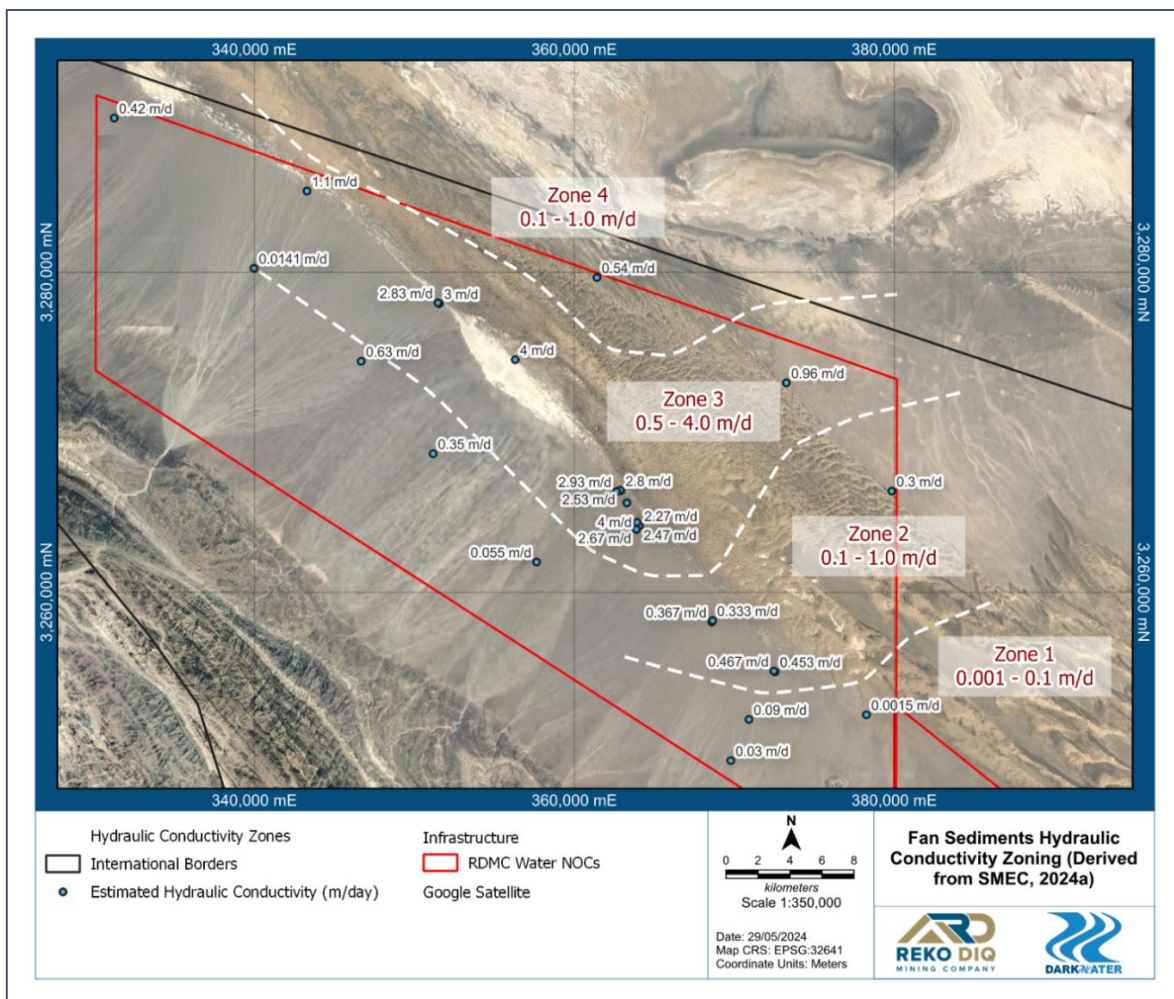 340,000 mE
360,000 mE
380,000 mE
0.42 m/d
1.1 m/d
Zone 4
0.1 - 1.0 m/d
3,280,000 mN
3,280,000 mN
0.0141 m/d
0.54 m/d
2.83 m/d
3 m/d
0.63 m/d
4 m/d
0.96 m/d
Zone 3
0.5 - 4.0 m/d
0.35 m/d
2.93 m/d
2.8 m/d
2.53 m/d
0.3 m/d
4 m/d
2.27 m/d
2.67 m/d
2.47 m/d
Zone 2
0.1 - 1.0 m/d
0.055 m/d
3,260,000 mN
3,260,000 mN
0.367 m/d
0.333 m/d
0.467 m/d
0.453 m/d
Zone 1
0.001 - 0.1 m/d
0.09 m/d
0.0015 m/d
0.03 m/d
340,000 mE
360,000 mE
380,000 mE
Hydraulic Conductivity Zones
International Borders
Estimated Hydraulic Conductivity (m/day)
Infrastructure
RDMC Water NOCs
Google Satellite
N
0 2 4 6 8
kilometers
Scale 1:350,000
Date: 29/05/2024
Map CRS: EPSG:32641
Coordinate Units: Meters
Fan Sediments Hydraulic
Conductivity Zoning (Derived
from SMEC, 2024a)
REKO DIQ
MINING COMPANY
DARKWATER